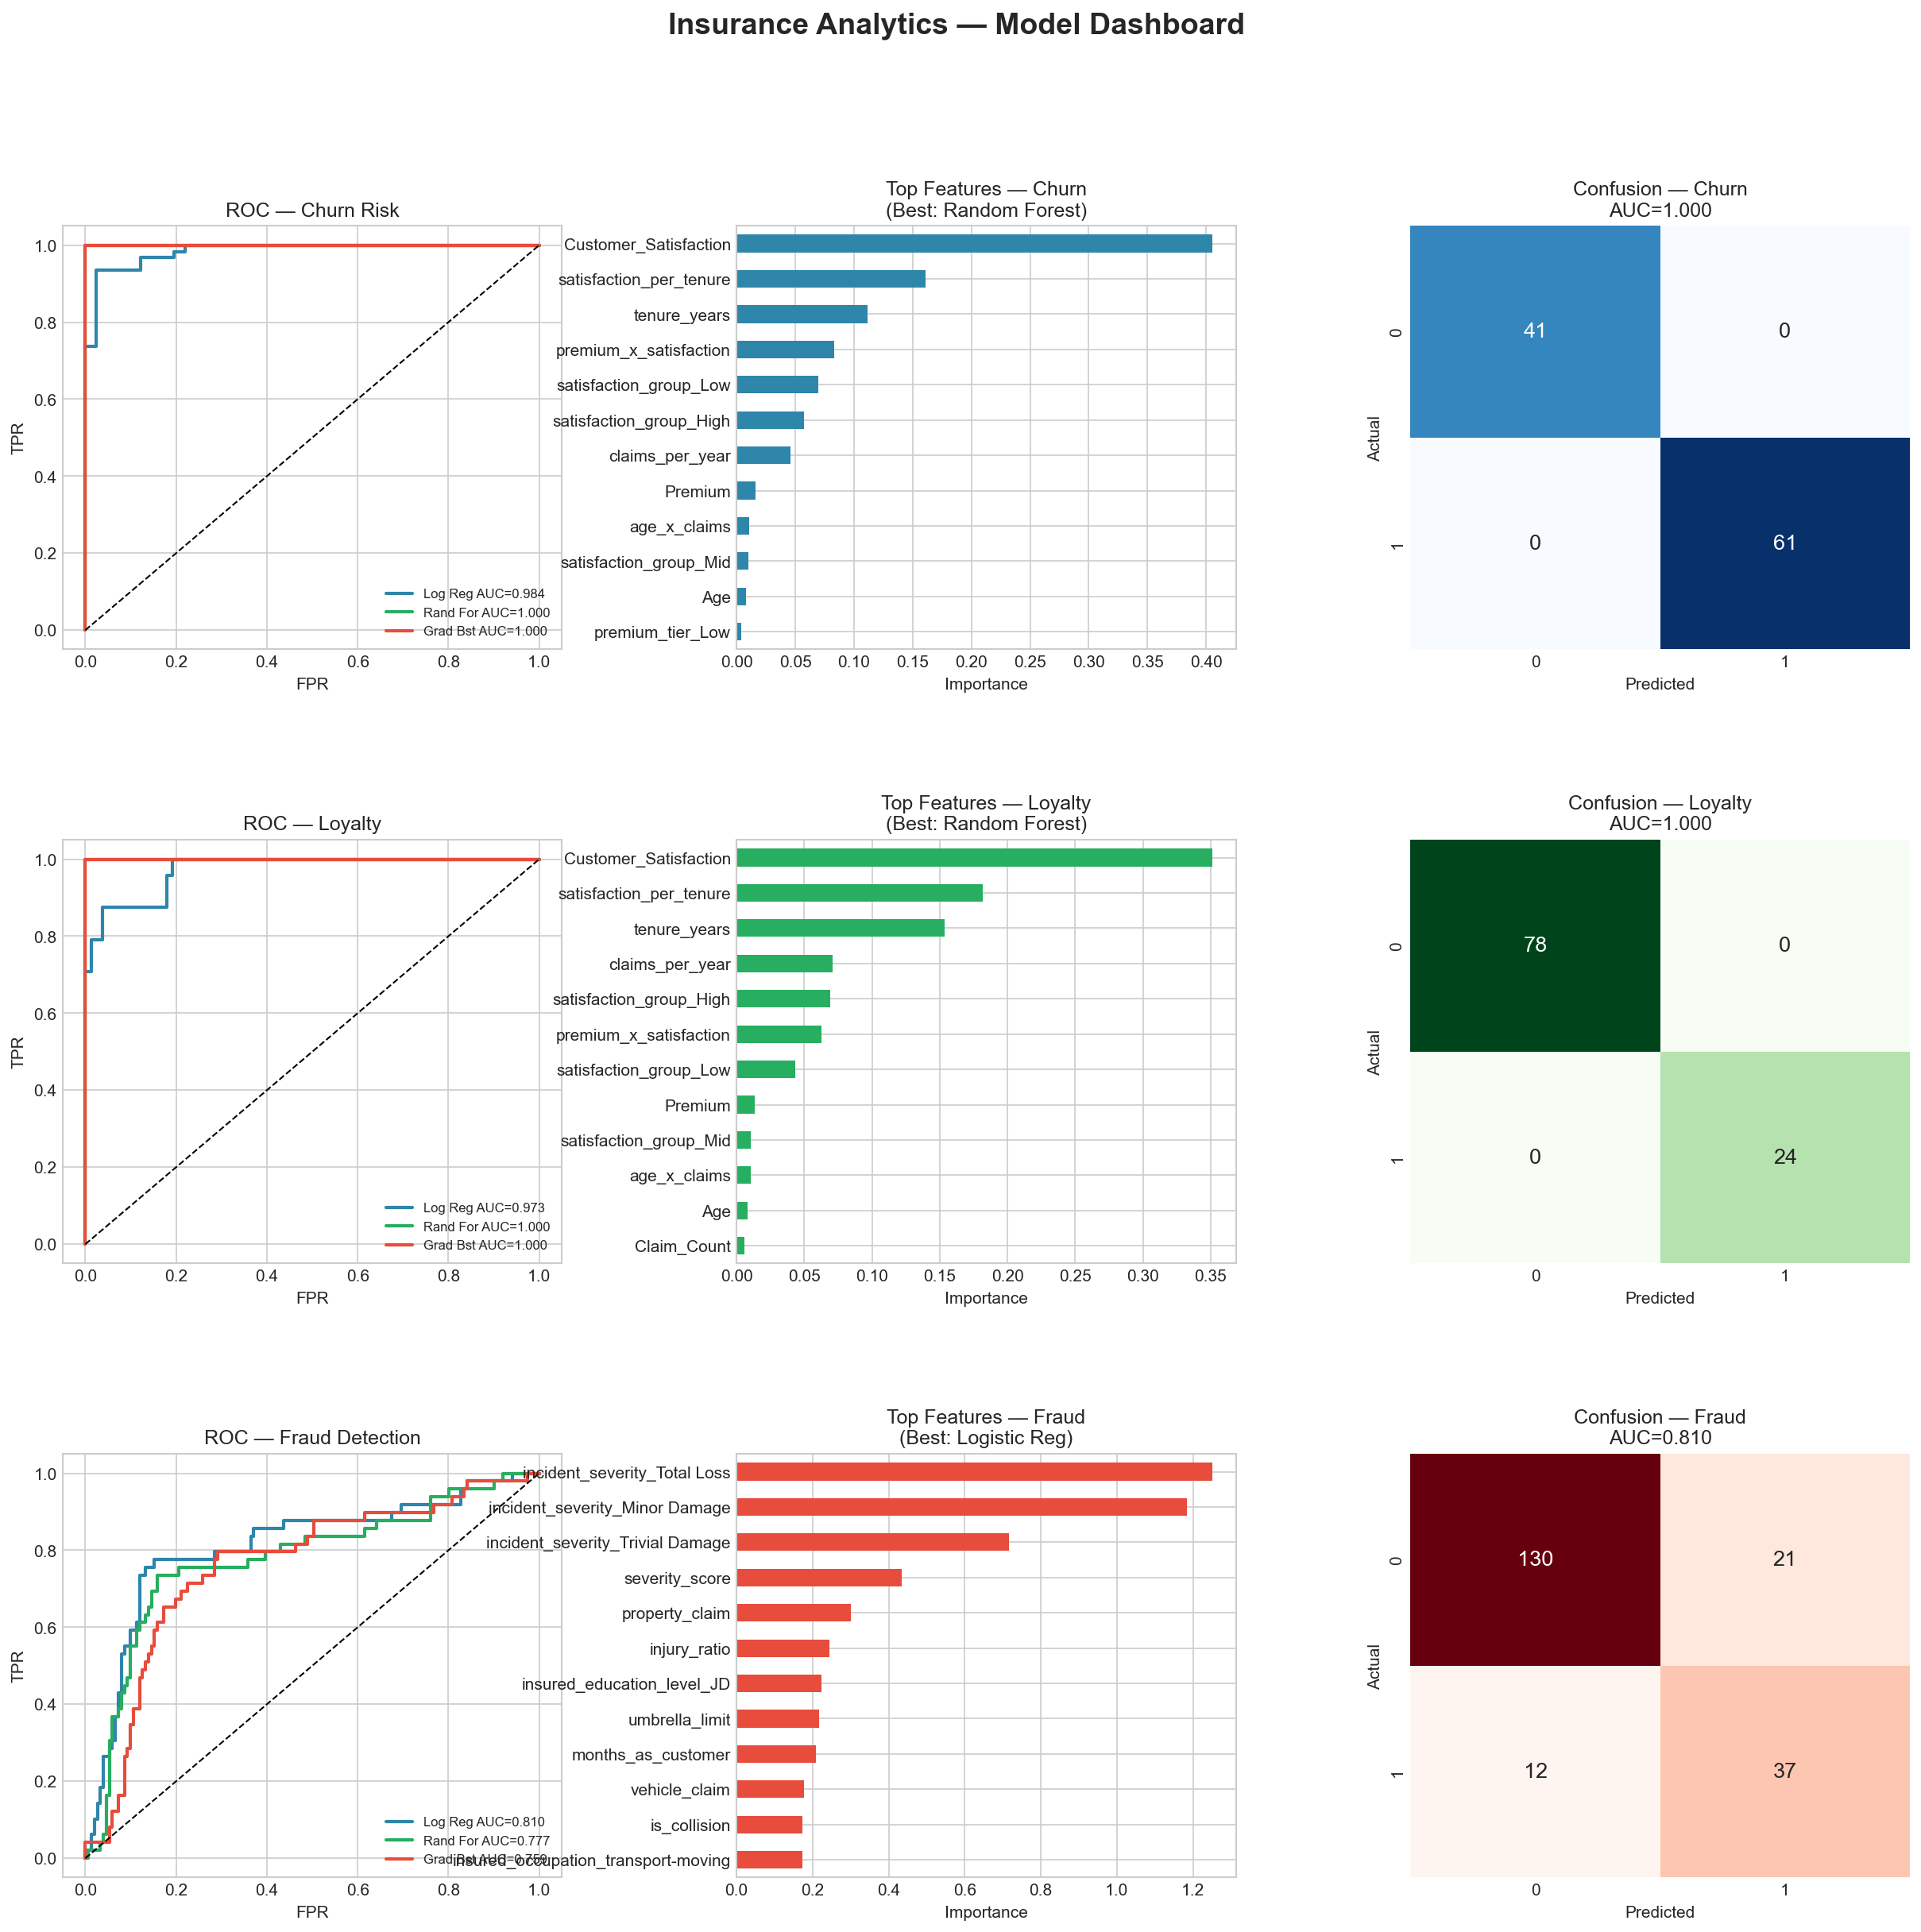 Insurance Analytics — Model Dashboard
ROC — Churn Risk
TPR
1.0
0.8
0.6
0.4
0.2
0.0
Log Reg AUC=0.984
Rand For AUC=1.000
Grad Bst AUC=1.000
0.0 0.2 0.4 0.6 0.8 1.0
FPR
Top Features — Churn
(Best: Random Forest)
Customer_Satisfaction
satisfaction_per_tenure
tenure_years
premium_x_satisfaction
satisfaction_group_Low
satisfaction_group_High
claims_per_year
Premium
age_x_claims
satisfaction_group_Mid
Age
premium_tier_Low
0.00 0.05 0.10 0.15 0.20 0.25 0.30 0.35 0.40
Importance
Confusion — Churn
AUC=1.000
Actual
0
41 0
1
0 61
0 1
Predicted
ROC — Loyalty
TPR
1.0
0.8
0.6
0.4
0.2
0.0
Log Reg AUC=0.973
Rand For AUC=1.000
Grad Bst AUC=1.000
0.0 0.2 0.4 0.6 0.8 1.0
FPR
Top Features — Loyalty
(Best: Random Forest)
Customer_Satisfaction
satisfaction_per_tenure
tenure_years
claims_per_year
satisfaction_group_High
premium_x_satisfaction
satisfaction_group_Low
Premium
satisfaction_group_Mid
age_x_claims
Age
Claim_Count
0.00 0.05 0.10 0.15 0.20 0.25 0.30 0.35
Importance
Confusion — Loyalty
AUC=1.000
Actual
0
78 0
1
0 24
0 1
Predicted
ROC — Fraud Detection
TPR
1.0
0.8
0.6
0.4
0.2
0.0
Log Reg AUC=0.810
Rand For AUC=0.777
Grad Bst AUC=0.759
0.0 0.2 0.4 0.6 0.8 1.0
FPR
Top Features — Fraud
(Best: Logistic Reg)
incident_severity_Total Loss
incident_severity_Minor Damage
incident_severity_Trivial Damage
severity_score
property_claim
injury_ratio
insured_education_level_JD
umbrella_limit
months_as_customer
vehicle_claim
is_collision
insured_occupation_transport-moving
0.0 0.2 0.4 0.6 0.8 1.0 1.2
Importance
Confusion — Fraud
AUC=0.810
Actual
0
130 21
1
12 37
0 1
Predicted